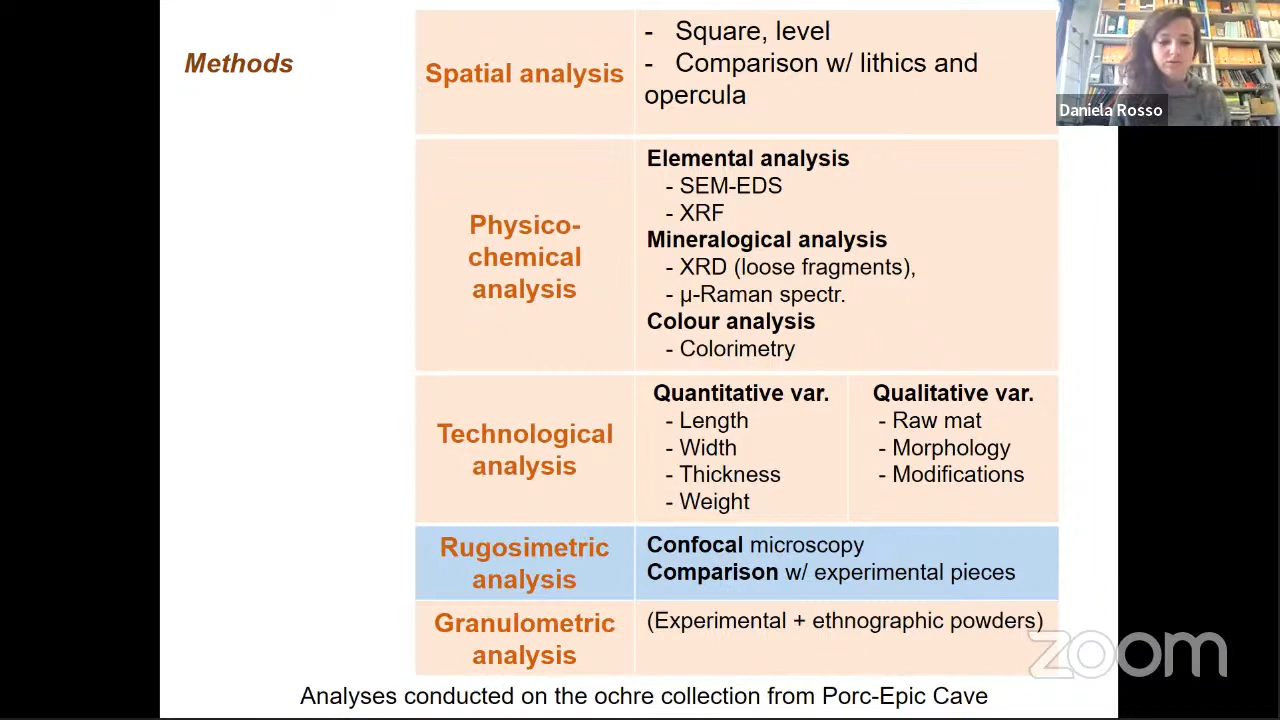 Methods
Spatial analysis
- Square, level
- Comparison w/ lithics and
opercula
Daniela Rosso
Physico-
chemical
analysis
Elemental analysis
- SEM-EDS
- XRF
Mineralogical analysis
- XRD (loose fragments),
- µ-Raman spectr.
Colour analysis
- Colorimetry
Technological
analysis
Quantitative var.
- Length
- Width
- Thickness
- Weight
Qualitative var.
- Raw mat
- Morphology
- Modifications
Rugosimetric
analysis
Confocal microscopy
Comparison w/ experimental pieces
Granulometric
analysis
(Experimental + ethnographic powders)
zoom
Analyses conducted on the ochre collection from Porc-Epic Cave